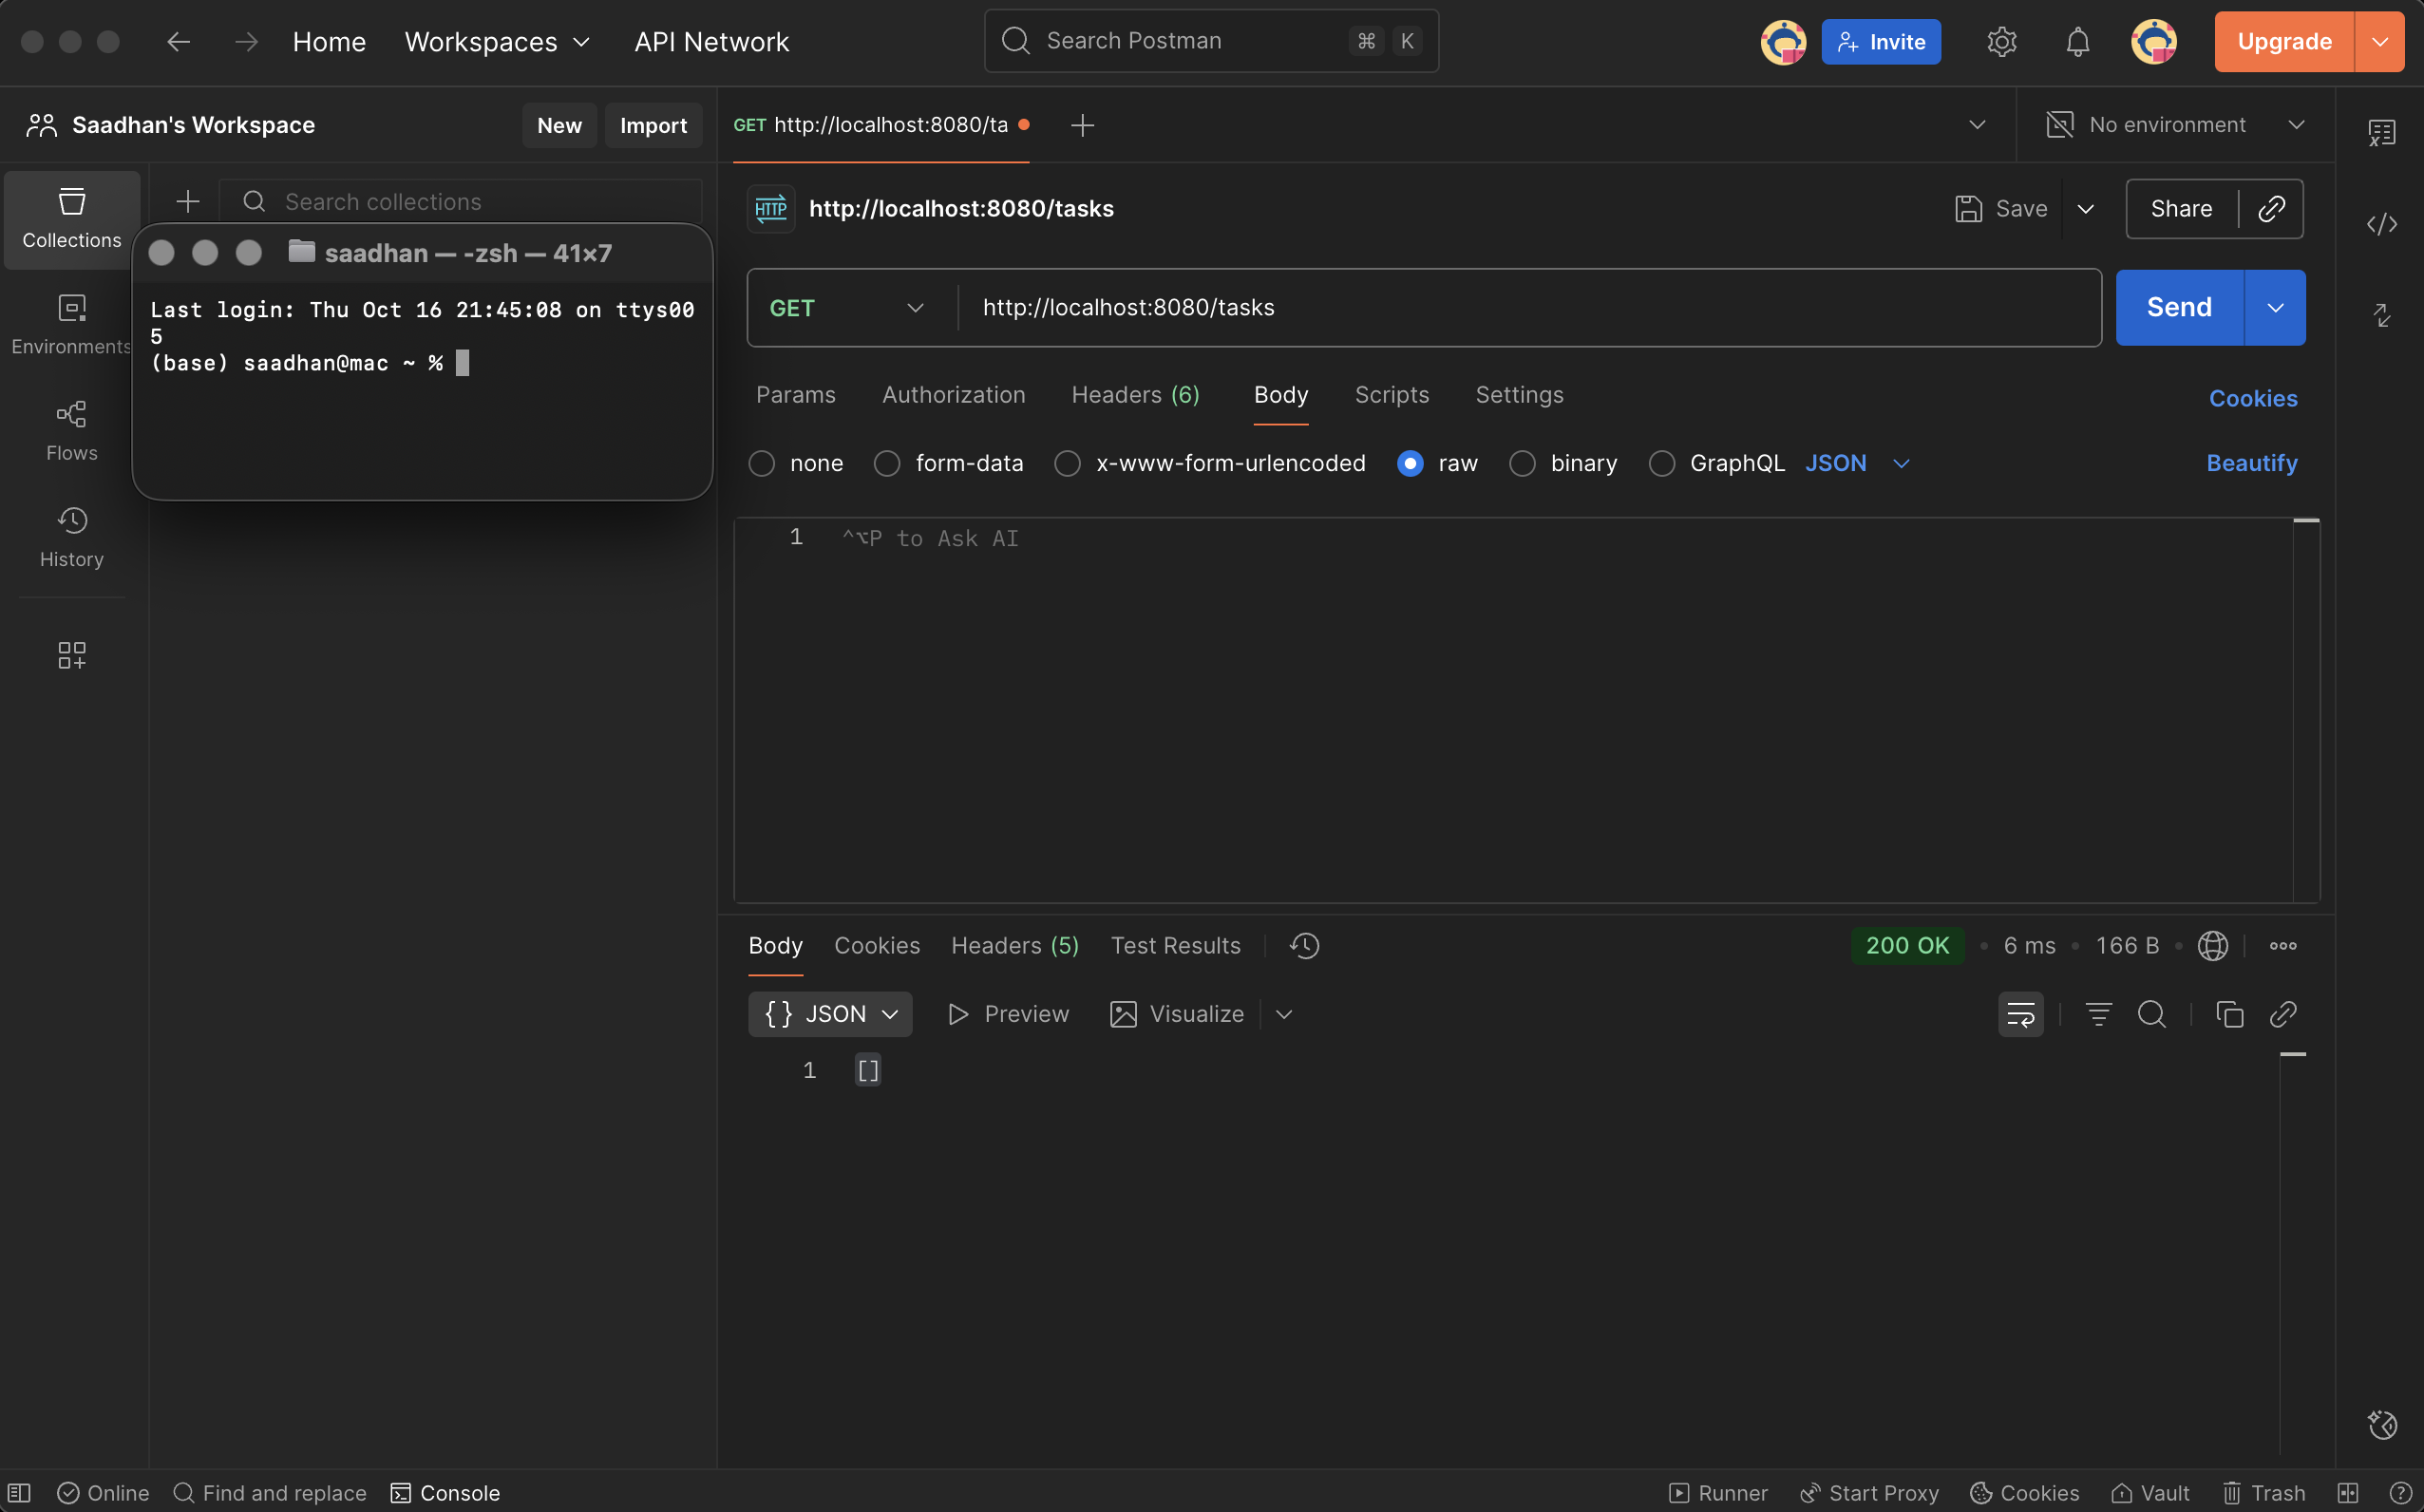 Home Workspaces API Network Search Postman ⌘ K Invite Upgrade
Saadhan's Workspace New Import GET http://localhost:8080/ta No environment
Collections
Search collections
HTTP http://localhost:8080/tasks Save Share
saadhan — -zsh — 41×7
Last login: Thu Oct 16 21:45:08 on ttys00
5
(base) saadhan@mac ~ %
Environments
Flows
History
GET http://localhost:8080/tasks Send
Params Authorization Headers (6) Body Scripts Settings Cookies
none form-data x-www-form-urlencoded raw binary GraphQL JSON Beautify
1 ^⌥P to Ask AI
Body Cookies Headers (5) Test Results 200 OK • 6 ms • 166 B •
{} JSON Preview Visualize
1 []
Online Find and replace Console Runner Start Proxy Cookies Vault Trash